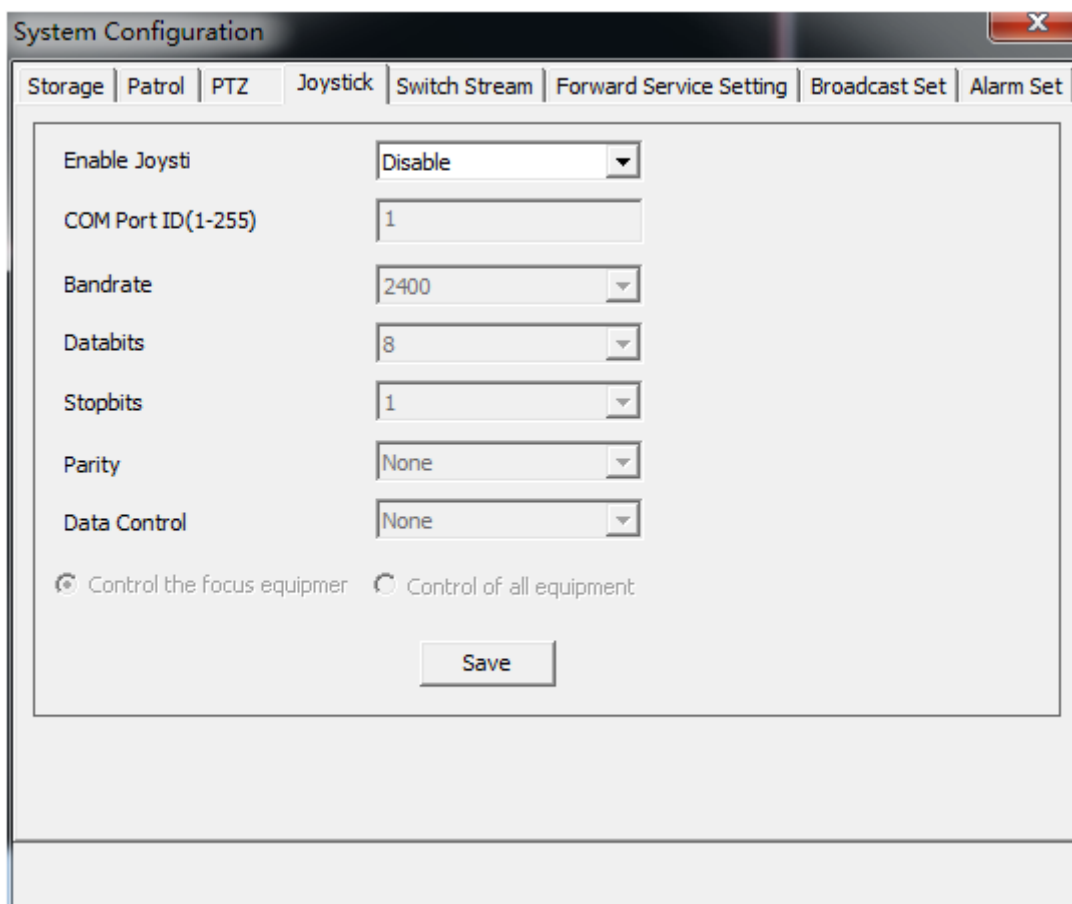 System Configuration
x
Storage Patrol PTZ Joystick Switch Stream Forward Service Setting Broadcast Set Alarm Set
Enable Joysti Disable
COM Port ID(1-255) 1
Bandrate 2400
Databits 8
Stopbits 1
Parity None
Data Control None
Control the focus equipmer Control of all equipment
Save